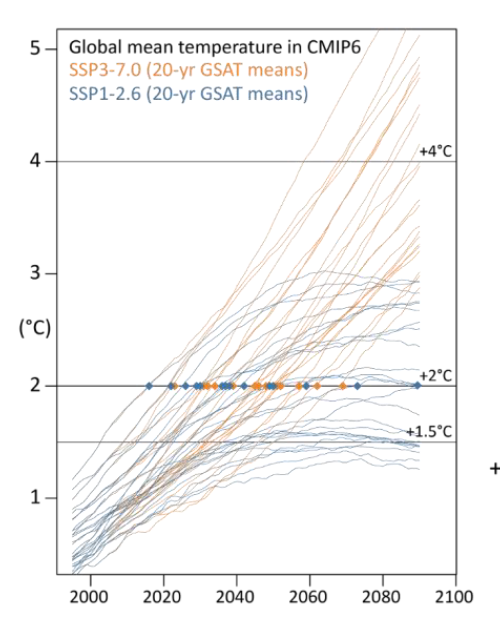 Global mean temperature in CMIP6
SSP3-7.0 (20-yr GSAT means)
SSP1-2.6 (20-yr GSAT means)
5
4
+4°C
3
(°C)
2
+2°C
+1.5°C
1
+
2000 2020 2040 2060 2080 2100